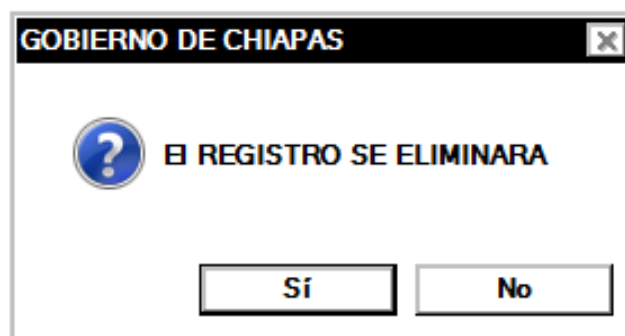 GOBIERNO DE CHIAPAS
El REGISTRO SE ELIMINARA
Sí
No